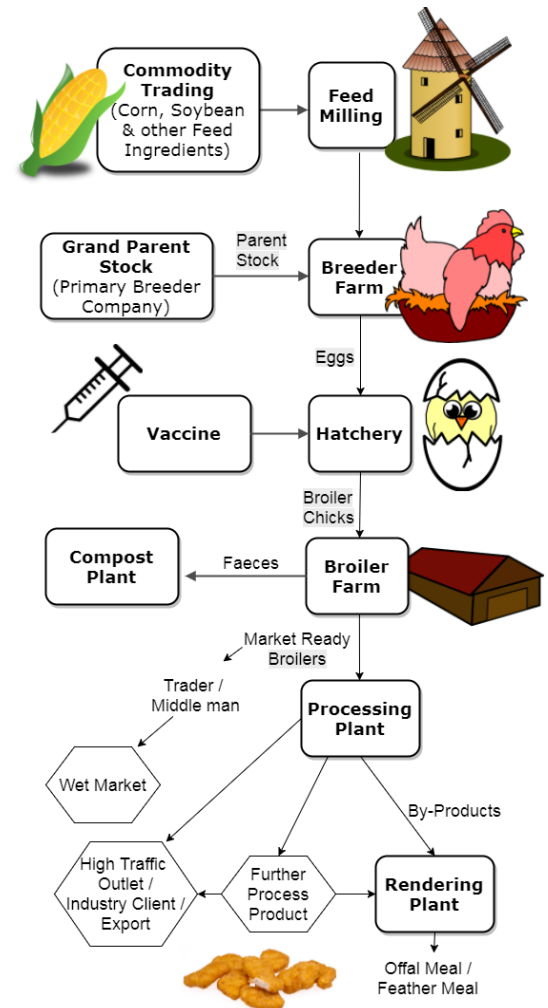 Commodity
Trading
(Corn, Soybean
& other Feed
Ingredients)
Feed
Milling
Grand Parent
Stock
(Primary Breeder
Company)
Parent
Stock
Breeder
Farm
Eggs
Vaccine
Hatchery
Broiler
Chicks
Compost
Plant
Faeces
Broiler
Farm
Market Ready
Broilers
Trader /
Middle man
Processing
Plant
Wet Market
By-Products
High Traffic
Outlet /
Industry Client /
Export
Further
Process
Product
Rendering
Plant
Offal Meal /
Feather Meal